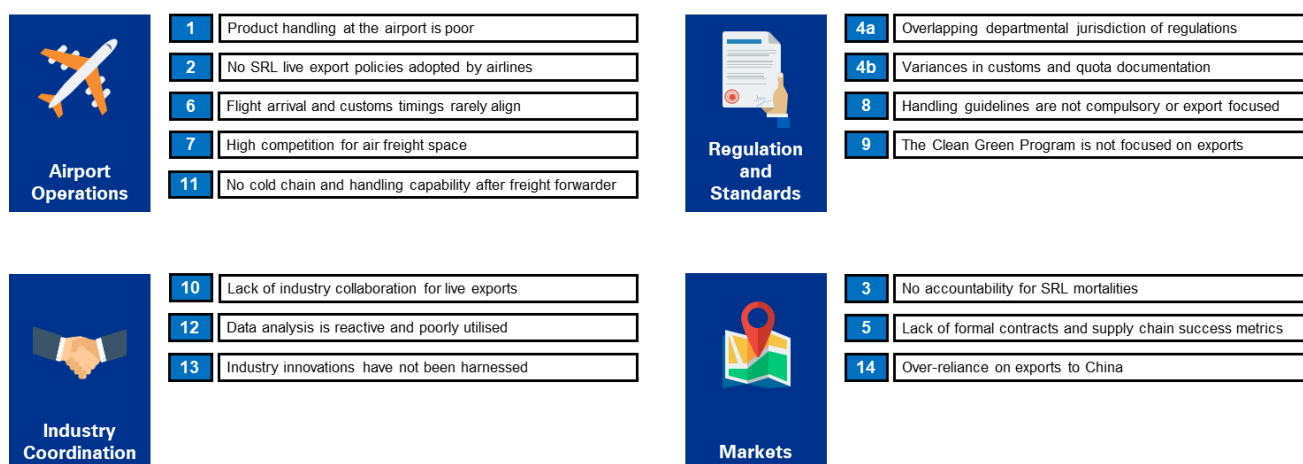 1 Product handling at the airport is poor
2 No SRL live export policies adopted by airlines
6 Flight arrival and customs timings rarely align
7 High competition for air freight space
11 No cold chain and handling capability after freight forwarder
Airport
Operations
4a Overlapping departmental jurisdiction of regulations
4b Variances in customs and quota documentation
8 Handling guidelines are not compulsory or export focused
9 The Clean Green Program is not focused on exports
Regulation
and
Standards
10 Lack of industry collaboration for live exports
12 Data analysis is reactive and poorly utilised
13 Industry innovations have not been harnessed
Industry
Coordination
3 No accountability for SRL mortalities
5 Lack of formal contracts and supply chain success metrics
14 Over-reliance on exports to China
Markets